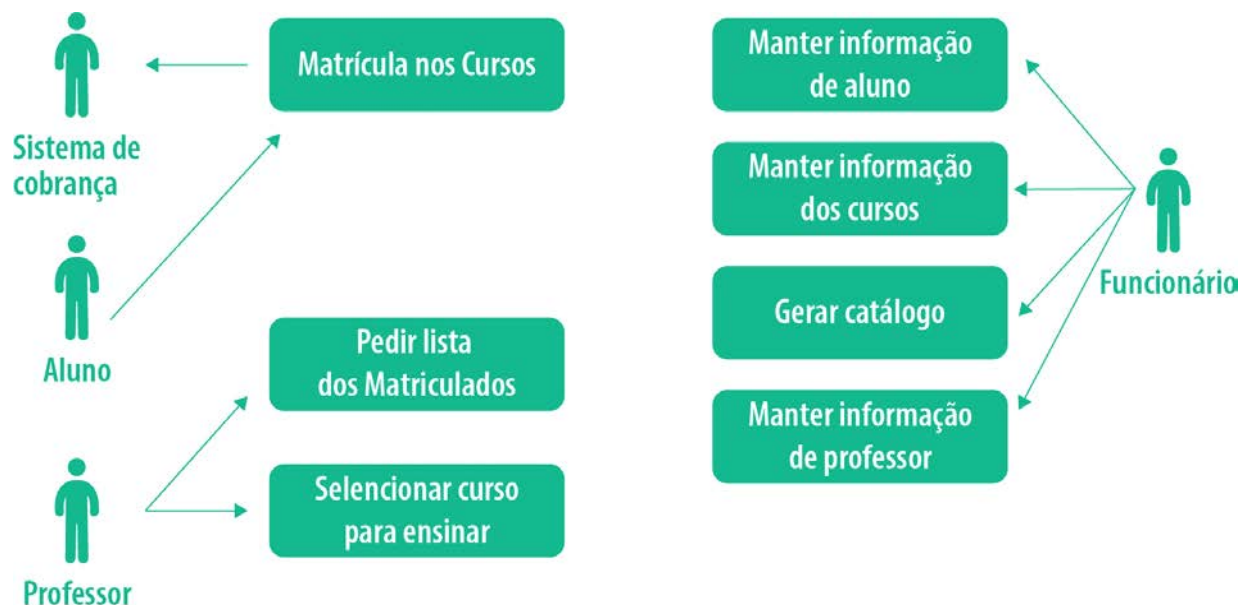 Matrícula nos Cursos
Sistema de
cobrança
Aluno
Pedir lista
dos Matriculados
Selencionar curso
para ensinar
Professor
Manter informação
de aluno
Manter informação
dos cursos
Gerar catálogo
Manter informação
de professor
Funcionário